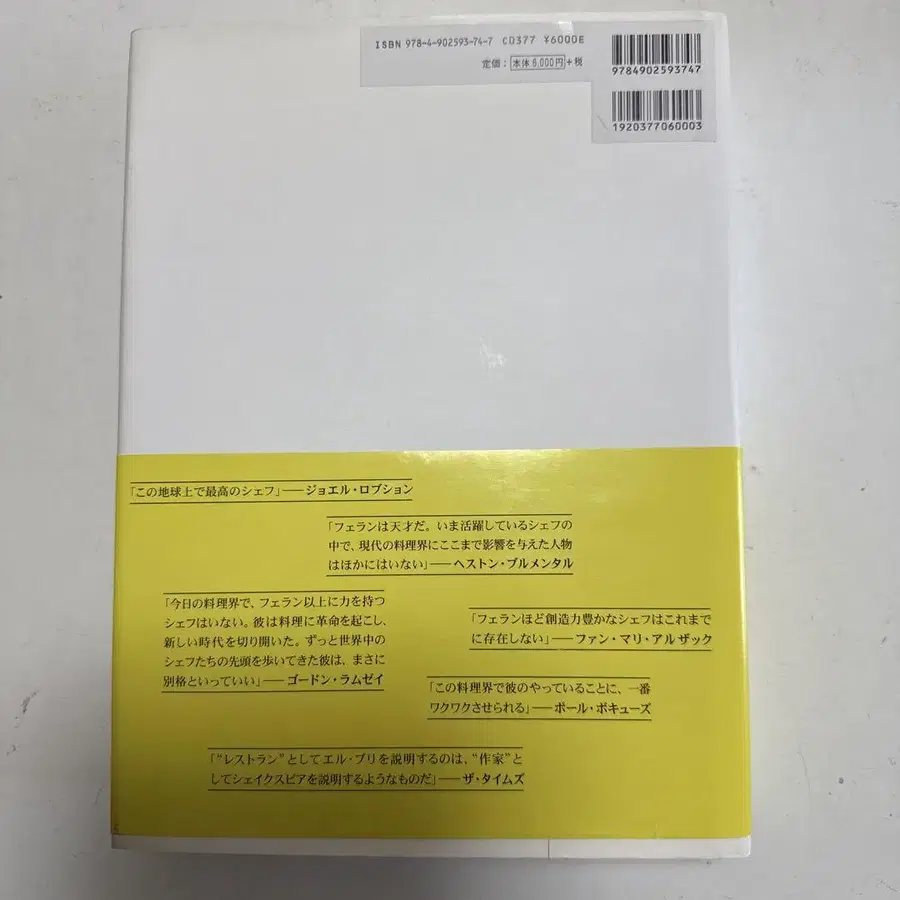 ISBN 978-4-902593-74-7 C0377 ¥6000E
定価：本体 6,000円+税
9784902593747
1920377060003
「この地球上で最高のシェフ」──ジョエル・ロブション
「フェランは天才だ。いま活躍しているシェフの
中で、現代の料理界にここまで影響を与えた人物
はほかにはいない」──ヘストン・ブルメンタル
「今日の料理界で、フェラン以上に力を持つ
シェフはいない。彼は料理に革命を起こし、
新しい時代を切り開いた。ずっと世界中の
シェフたちの先頭を歩いてきた彼は、まさに
別格といっていい」──ゴードン・ラムゼイ
「フェランほど創造力豊かなシェフはこれまで
に存在しない」──ファン・マリ・アルザック
「この料理界で彼のやっていることに、一番
ワクワクさせられる」──ポール・ボキューズ
「“レストラン”としてエル・ブリを説明するのは、“作家”と
してシェイクスピアを説明するようなものだ」──ザ・タイムズ